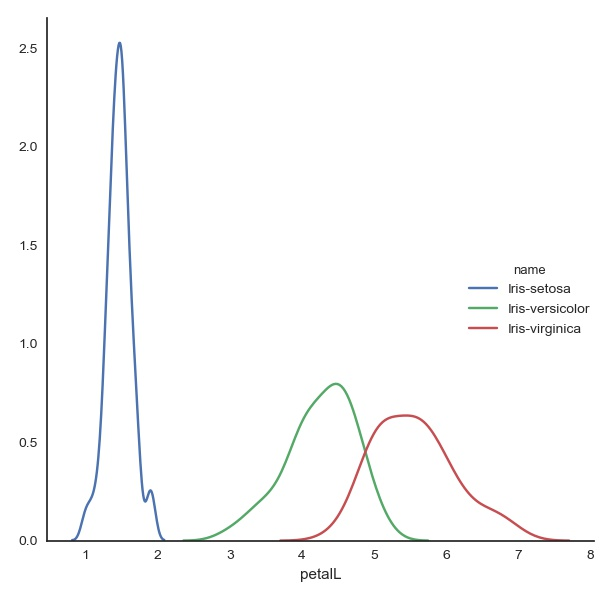 2.5
2.0
1.5
1.0
0.5
0.0
name
Iris-setosa
Iris-versicolor
Iris-virginica
1 2 3 4 5 6 7 8
petalL